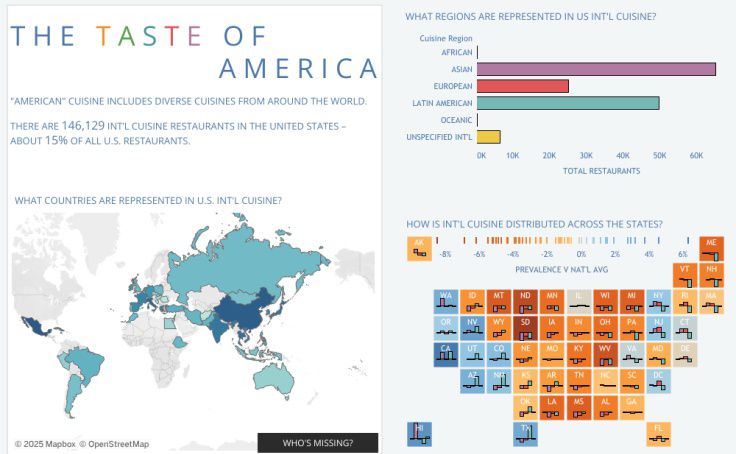 THE TASTE OF
AMERICA
"AMERICAN" CUISINE INCLUDES DIVERSE CUISINES FROM AROUND THE WORLD.
THERE ARE 146,129 INT'L CUISINE RESTAURANTS IN THE UNITED STATES –
ABOUT 15% OF ALL U.S. RESTAURANTS.
WHAT COUNTRIES ARE REPRESENTED IN U.S. INT'L CUISINE?
© 2025 Mapbox © OpenStreetMap
WHO'S MISSING?
WHAT REGIONS ARE REPRESENTED IN US INT'L CUISINE?
Cuisine Region
AFRICAN
ASIAN
EUROPEAN
LATIN AMERICAN
OCEANIC
UNSPECIFIED INT'L
0K 10K 20K 30K 40K 50K 60K
TOTAL RESTAURANTS
HOW IS INT'L CUISINE DISTRIBUTED ACROSS THE STATES?
AK ME
-8% -6% -4% -2% 0% 2% 4% 6%
PREVALENCE V NAT'L AVG
VT NH
WA ID MT ND MN IL WI MI NY RI MA
OR NV WY SD IA IN OH PA NJ CT
CA UT CO NE MO KY WV VA MD DE
AZ NM KS AR TN NC SC DC
OK LA MS AL GA
HI TX FL